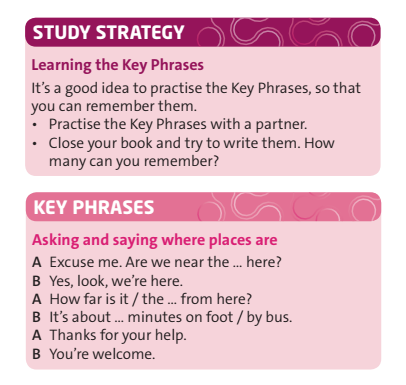 STUDY STRATEGY
Learning the Key Phrases
It's a good idea to practise the Key Phrases, so that
you can remember them.
• Practise the Key Phrases with a partner.
• Close your book and try to write them. How
many can you remember?
KEY PHRASES
Asking and saying where places are
A Excuse me. Are we near the ... here?
B Yes, look, we're here.
A How far is it / the ... from here?
B It's about ... minutes on foot / by bus.
A Thanks for your help.
B You're welcome.